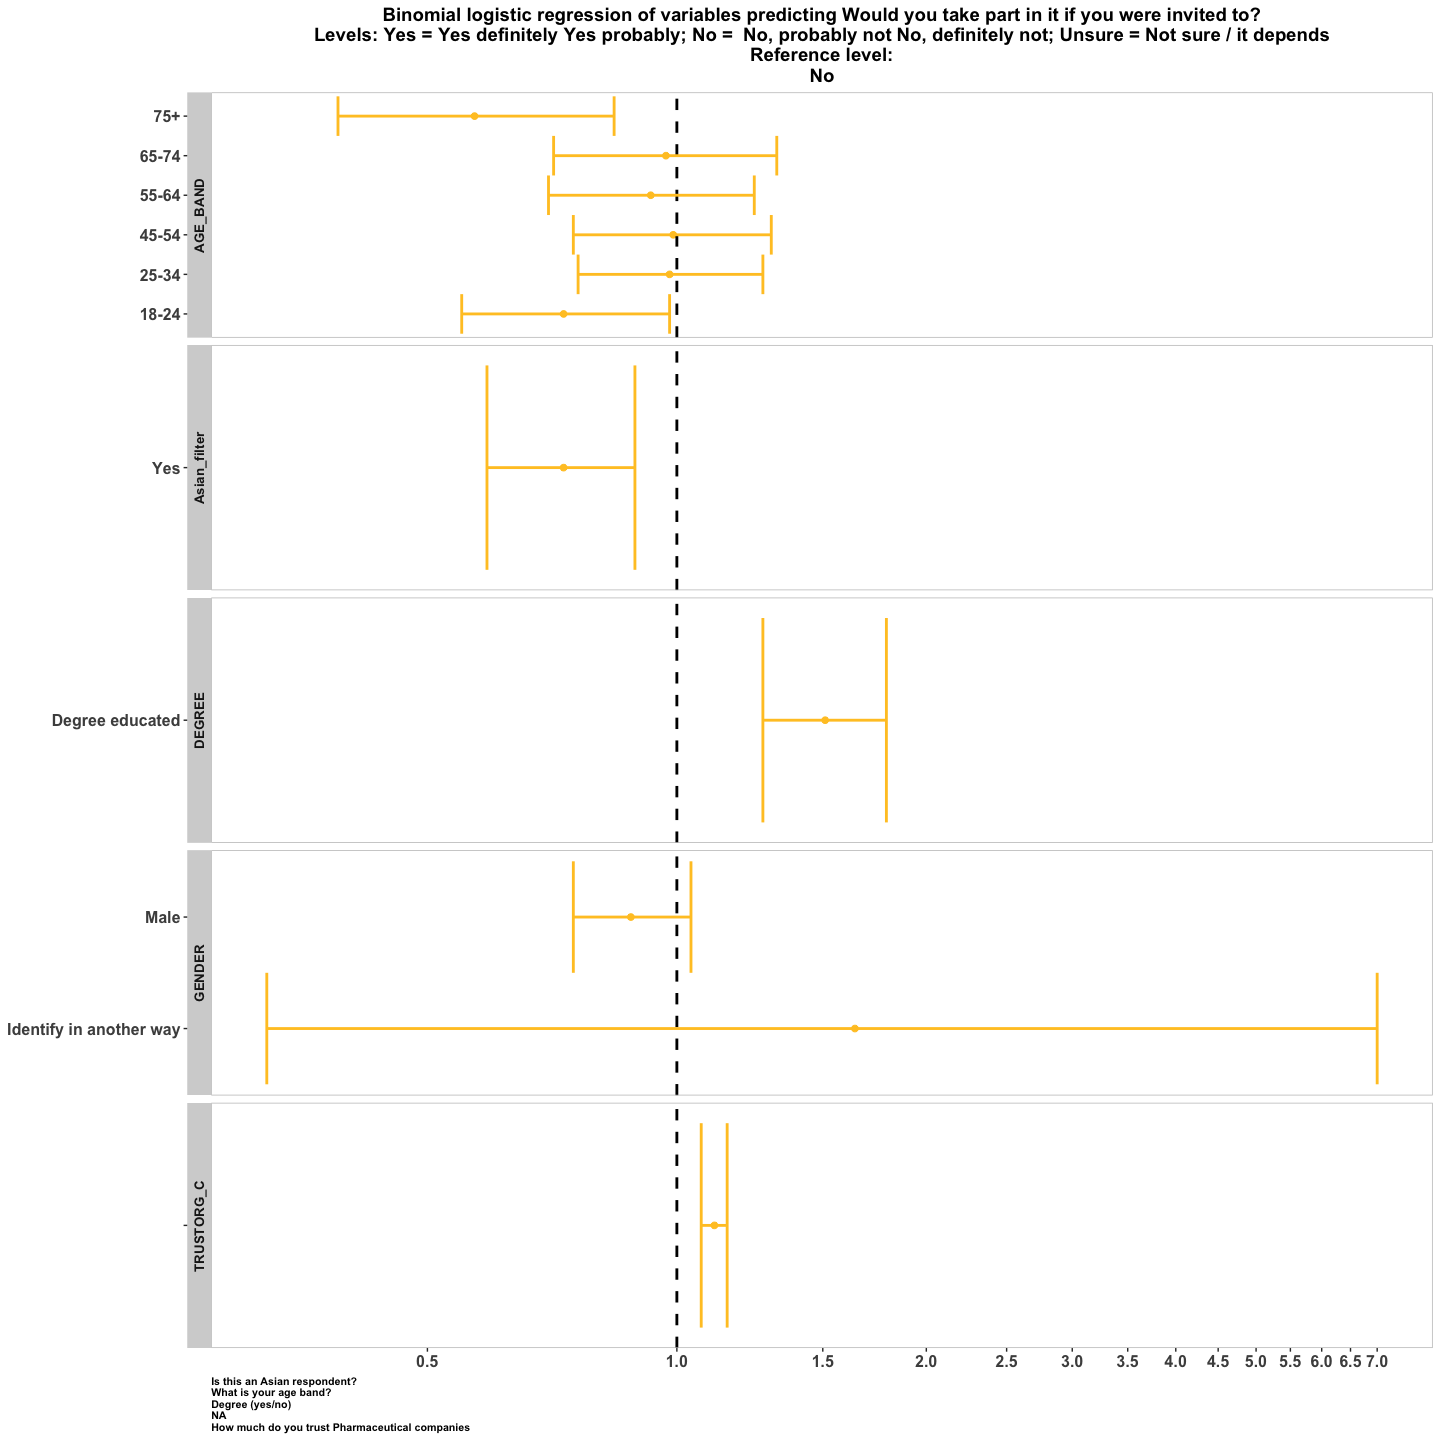 Binomial logistic regression of variables predicting Would you take part in it if you were invited to?
Levels: Yes = Yes definitely Yes probably; No =  No, probably not No, definitely not; Unsure = Not sure / it depends
Reference level:
No
AGE_BAND
75+
65-74
55-64
45-54
25-34
18-24
Asian_filter
Yes
DEGREE
Degree educated
GENDER
Male
Identify in another way
TRUSTORG_C
0.5 1.0 1.5 2.0 2.5 3.0 3.5 4.0 4.5 5.0 5.5 6.0 6.5 7.0
Is this an Asian respondent?
What is your age band?
Degree (yes/no)
NA
How much do you trust Pharmaceutical companies